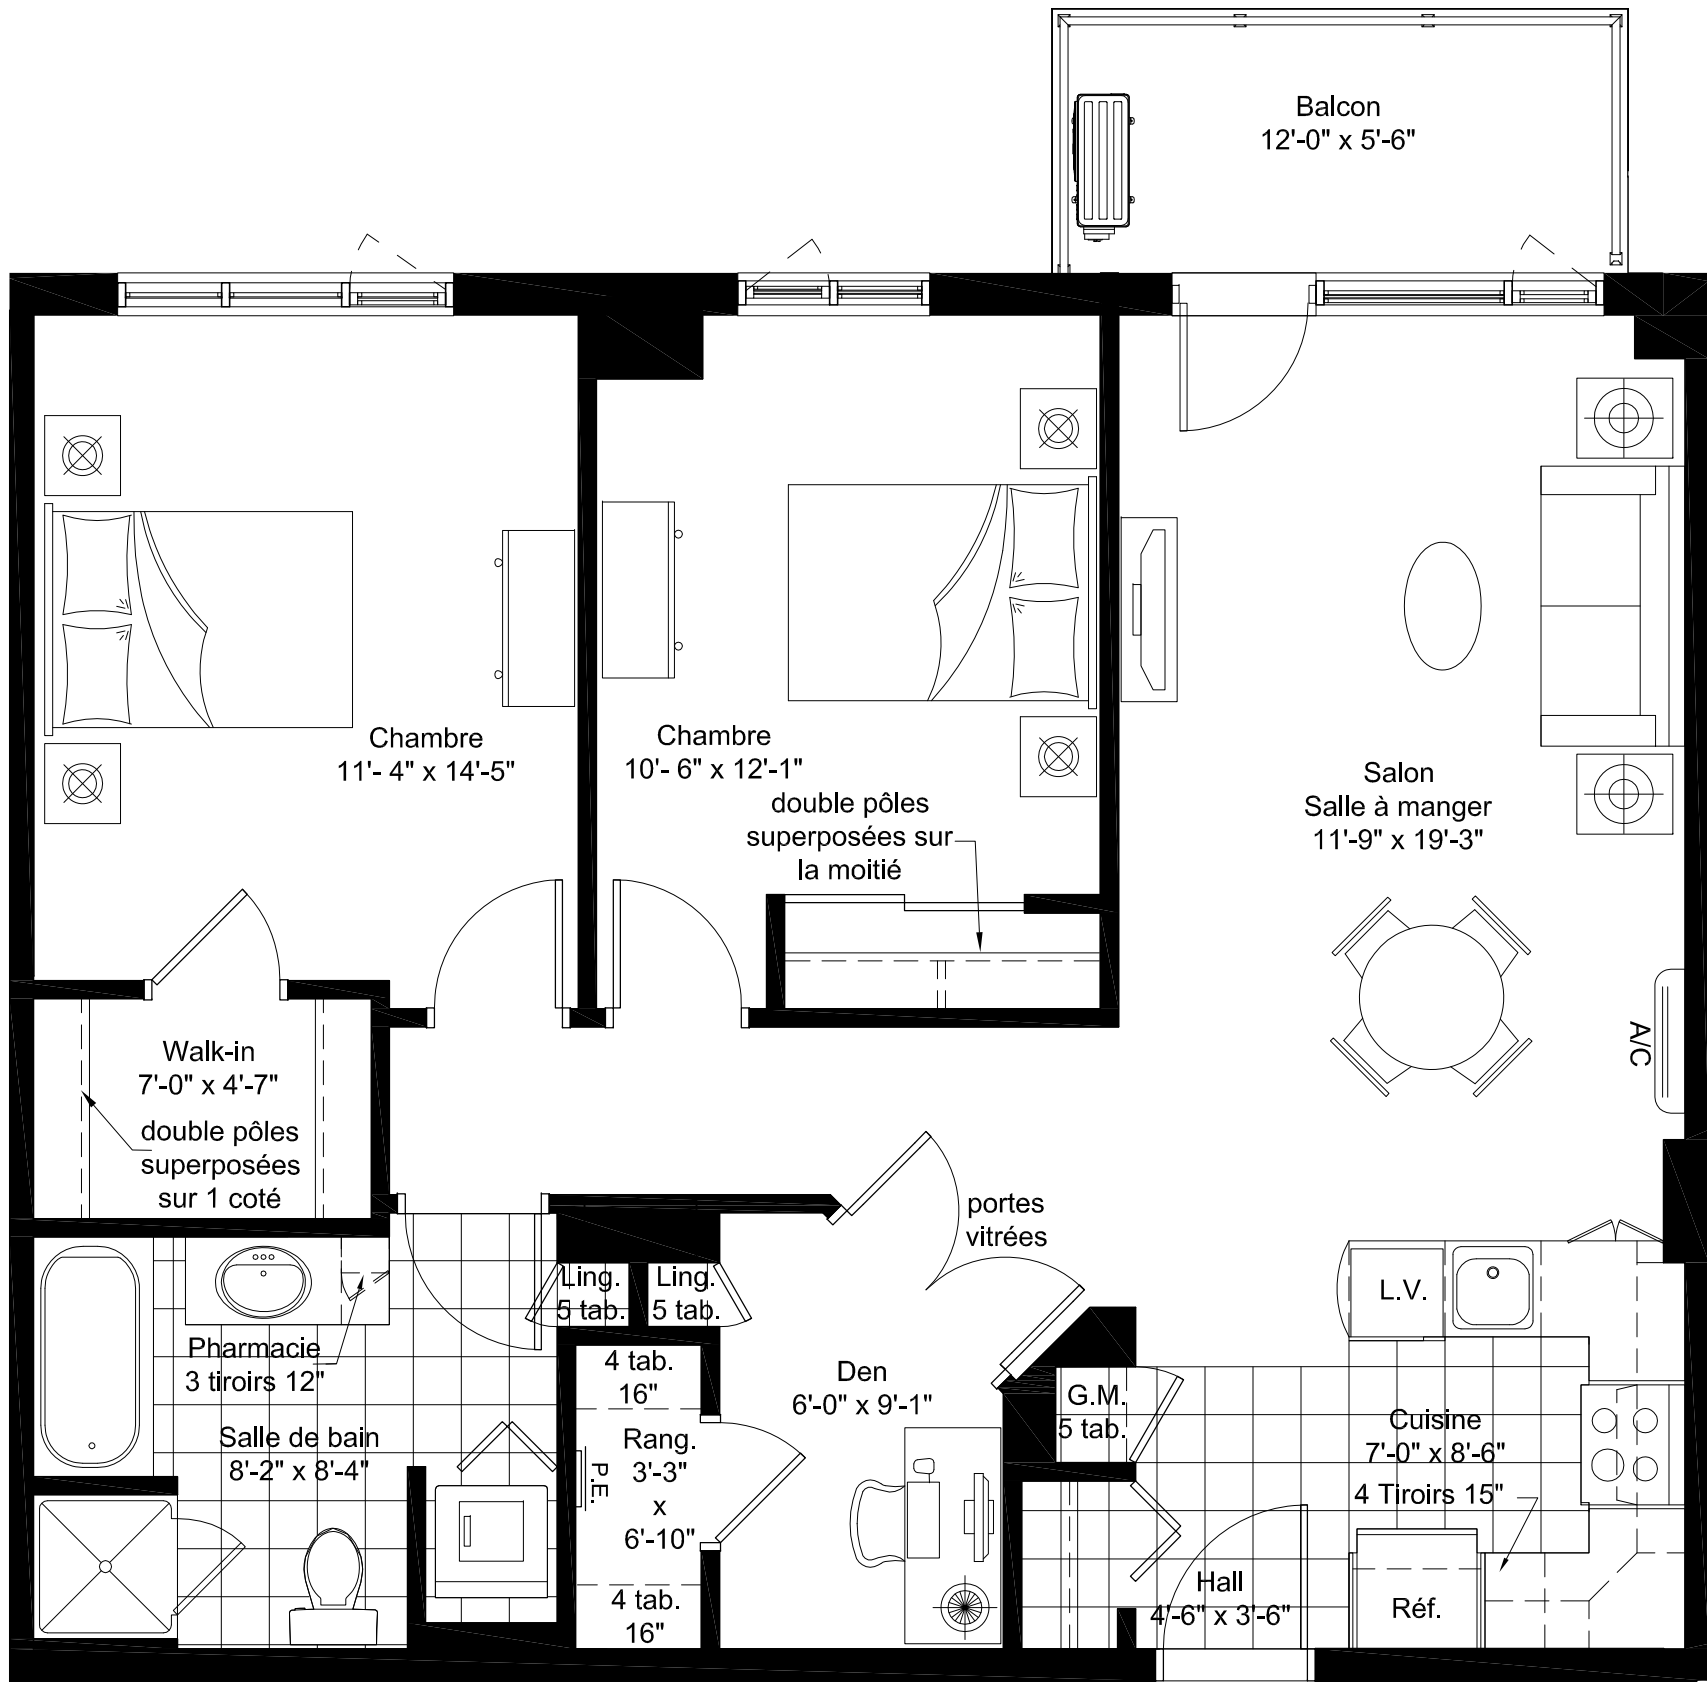 Balcon
12'-0" x 5'-6"
Chambre
11'- 4" x 14'-5"
Chambre
10'- 6" x 12'-1"
double pôles
superposées sur
la moitié
Salon
Salle à manger
11'-9" x 19'-3"
A/C
Walk-in
7'-0" x 4'-7"
double pôles
superposées
sur 1 coté
portes
vitrées
Ling.
5 tab.
Ling.
5 tab.
L.V.
Pharmacie
3 tiroirs 12"
Salle de bain
8'-2" x 8'-4"
4 tab.
16"
Rang.
3'-3"
x
6'-10"
P.E.
4 tab.
16"
Den
6'-0" x 9'-1"
G.M.
5 tab.
Cuisine
7'-0" x 8'-6"
4 Tiroirs 15"
Hall
4'-6" x 3'-6"
Réf.